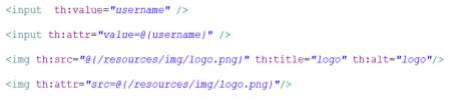 <input  th:value="username" />
<input th:attr="value=@{username}" />
<img th:src="@{/resources/img/logo.png}" th:title="logo" th:alt="logo"/>
<img th:attr="src=@{/resources/img/logo.png}"/>